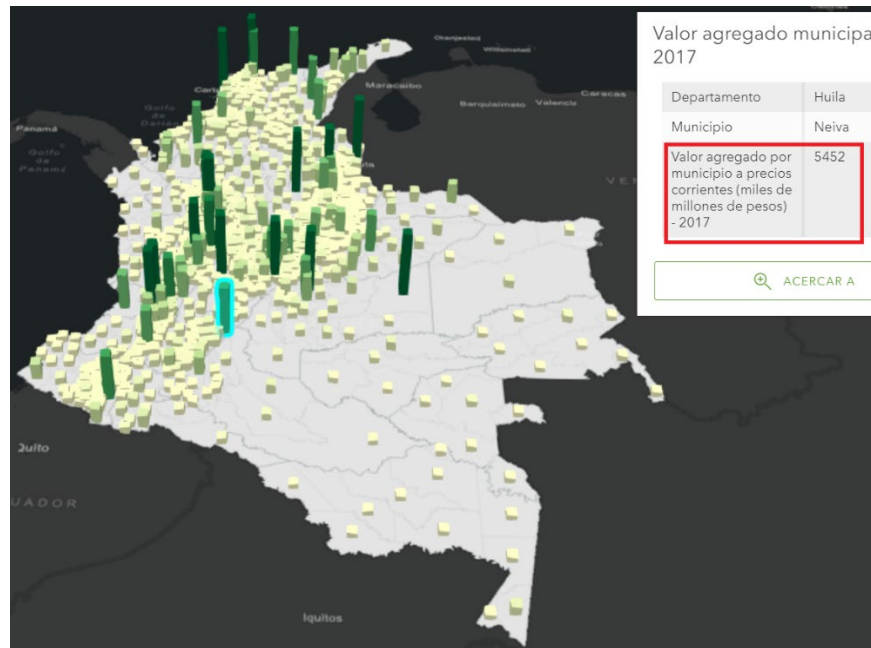 Oranjestad
Willemstad
Valor agregado municipa
2017
Departamento Huila
Municipio Neiva
Valor agregado por 5452
municipio a precios
corrientes (miles de
millones de pesos)
- 2017
ACERCAR A
Maracaibo
Caracas
Barquisimeto Valencia
Golfo
de
Darién
Panamá
Golfo
de
Panamá
Quito
Iquitos